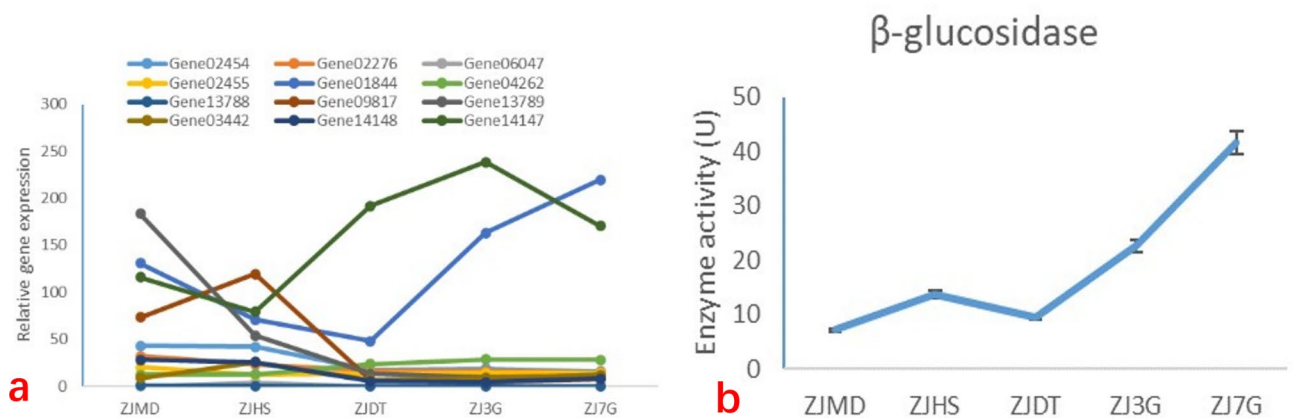 Gene02454 Gene02276 Gene06047
Gene02455 Gene01844 Gene04262
Gene13788 Gene09817 Gene13789
Gene03442 Gene14148 Gene14147
Relative gene expression
300
250
200
150
100
50
0
ZJMD ZJHS ZJDT ZJ3G ZJ7G
a
β-glucosidase
Enzyme activity (U)
50
40
30
20
10
0
ZJMD ZJHS ZJDT ZJ3G ZJ7G
b